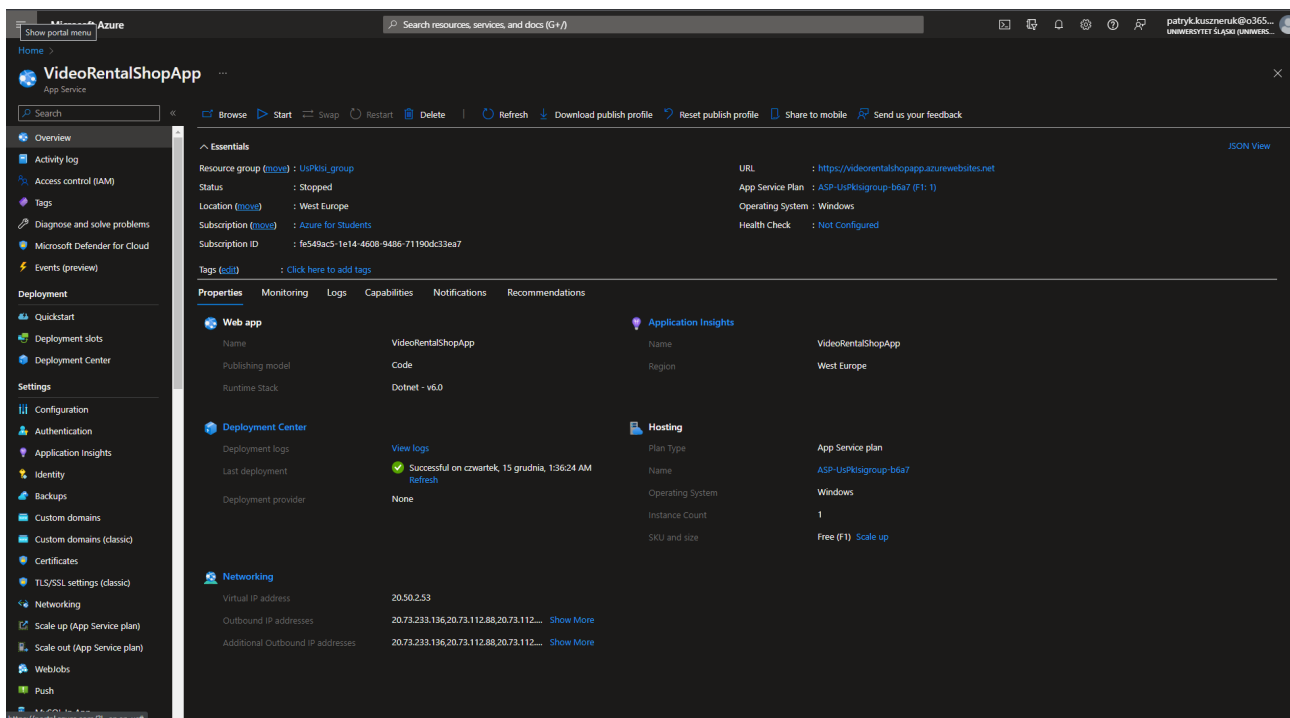 Microsoft Azure
Show portal menu
Search resources, services, and docs (G+/)
patryk.kuszneruk@o365...
UNIWERSYTET ŚLĄSKI (UNIWERS...
Home >
VideoRentalShopApp ...
App Service
Search «
Browse Start Swap Restart Delete | Refresh Download publish profile Reset publish profile Share to mobile Send us your feedback
Overview
Activity log
Access control (IAM)
Tags
Diagnose and solve problems
Microsoft Defender for Cloud
Events (preview)
Deployment
Quickstart
Deployment slots
Deployment Center
Settings
Configuration
Authentication
Application Insights
Identity
Backups
Custom domains
Custom domains (classic)
Certificates
TLS/SSL settings (classic)
Networking
Scale up (App Service plan)
Scale out (App Service plan)
WebJobs
Push
Essentials
JSON View
Resource group (move) : UsPkIsi_group
Status : Stopped
Location (move) : West Europe
Subscription (move) : Azure for Students
Subscription ID : fe549ac5-1e14-4608-9486-71190dc33ea7
URL : https://videorentalshopapp.azurewebsites.net
App Service Plan : ASP-UsPkIsigroup-b6a7 (F1: 1)
Operating System : Windows
Health Check : Not Configured
Tags (edit) : Click here to add tags
Properties Monitoring Logs Capabilities Notifications Recommendations
Web app
Name VideoRentalShopApp
Publishing model Code
Runtime Stack Dotnet - v6.0
Application Insights
Name VideoRentalShopApp
Region West Europe
Deployment Center
Deployment logs View logs
Last deployment Successful on czwartek, 15 grudnia, 1:36:24 AM
Refresh
Deployment provider None
Hosting
Plan Type App Service plan
Name ASP-UsPkIsigroup-b6a7
Operating System Windows
Instance Count 1
SKU and size Free (F1) Scale up
Networking
Virtual IP address 20.50.2.53
Outbound IP addresses 20.73.233.136,20.73.112.88,20.73.112.... Show More
Additional Outbound IP addresses 20.73.233.136,20.73.112.88,20.73.112.... Show More